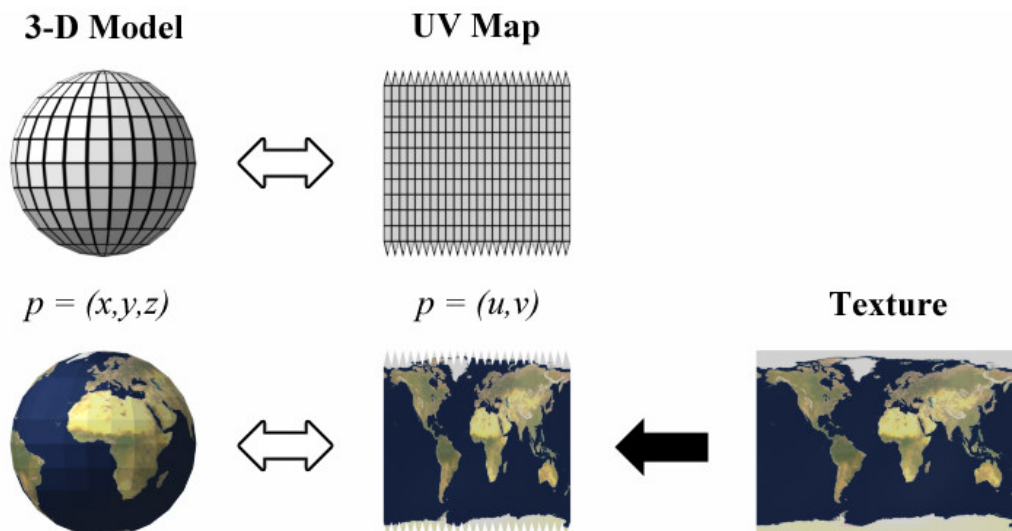 3-D Model
UV Map
p = (x,y,z)
p = (u,v)
Texture